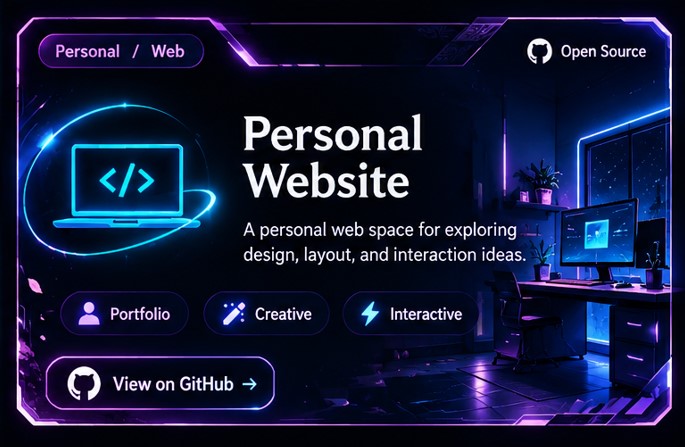 Personal / Web
Open Source
</>
Personal
Website
A personal web space for exploring
design, layout, and interaction ideas.
Portfolio
Creative
Interactive
View on GitHub →